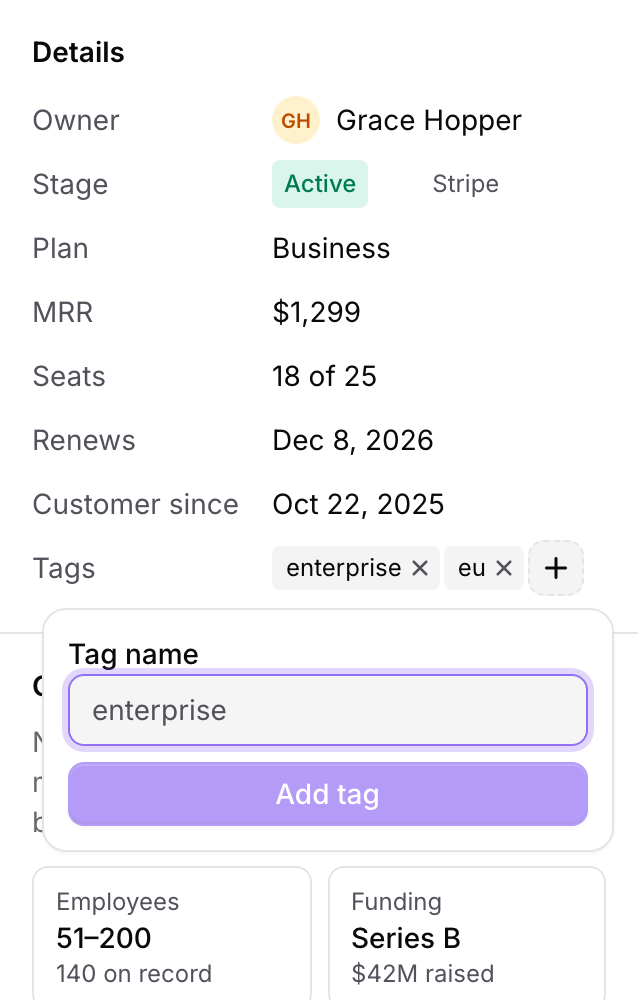 Details
Owner GH Grace Hopper
Stage Active Stripe
Plan Business
MRR $1,299
Seats 18 of 25
Renews Dec 8, 2026
Customer since Oct 22, 2025
Tags enterprise eu
Tag name
enterprise
Add tag
Employees Funding
51–200 Series B
140 on record $42M raised